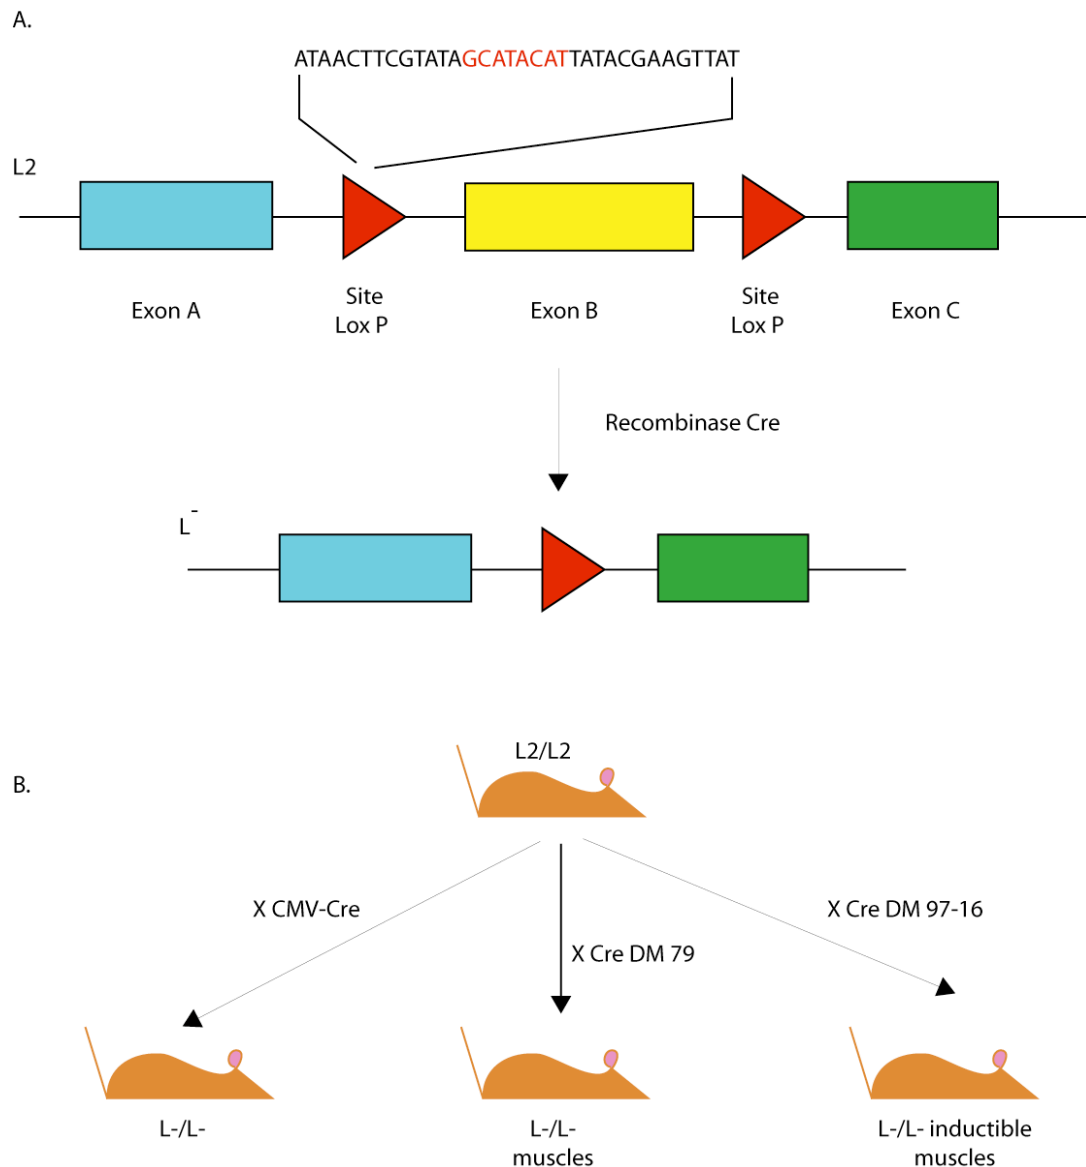 A.
ATAACTTCGTATAGCATACATTATACGAAGTTAT
L2
Exon A
Site
Lox P
Exon B
Site
Lox P
Exon C
Recombinase Cre
L-
B.
L2/L2
X CMV-Cre
X Cre DM 79
X Cre DM 97-16
L-/L-
L-/L-
muscles
L-/L- inductible
muscles